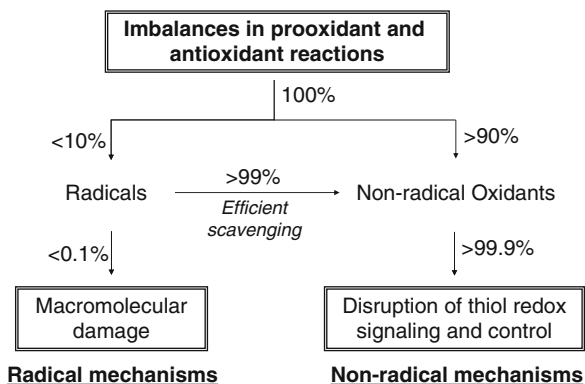 Imbalances in prooxidant and
antioxidant reactions
100%
<10%
>90%
Radicals
>99%
Efficient
scavenging
Non-radical Oxidants
<0.1%
>99.9%
Macromolecular
damage
Disruption of thiol redox
signaling and control
Radical mechanisms
Non-radical mechanisms